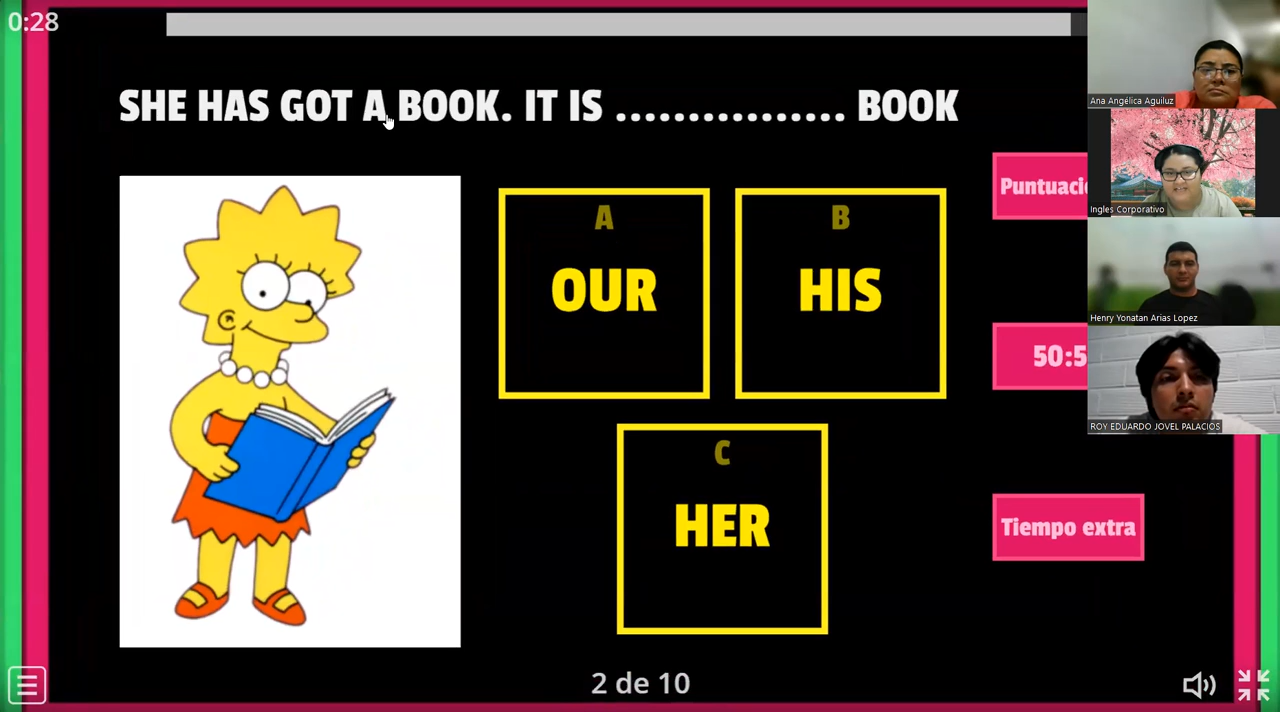 0:28
SHE HAS GOT A BOOK. IT IS ................ BOOK
A
OUR
B
HIS
C
HER
Puntuació
50:5
Tiempo extra
2 de 10
Ana Angélica Aguiluz
Ingles Corporativo
Henry Yonatan Arias Lopez
ROY EDUARDO JOVEL PALACIOS